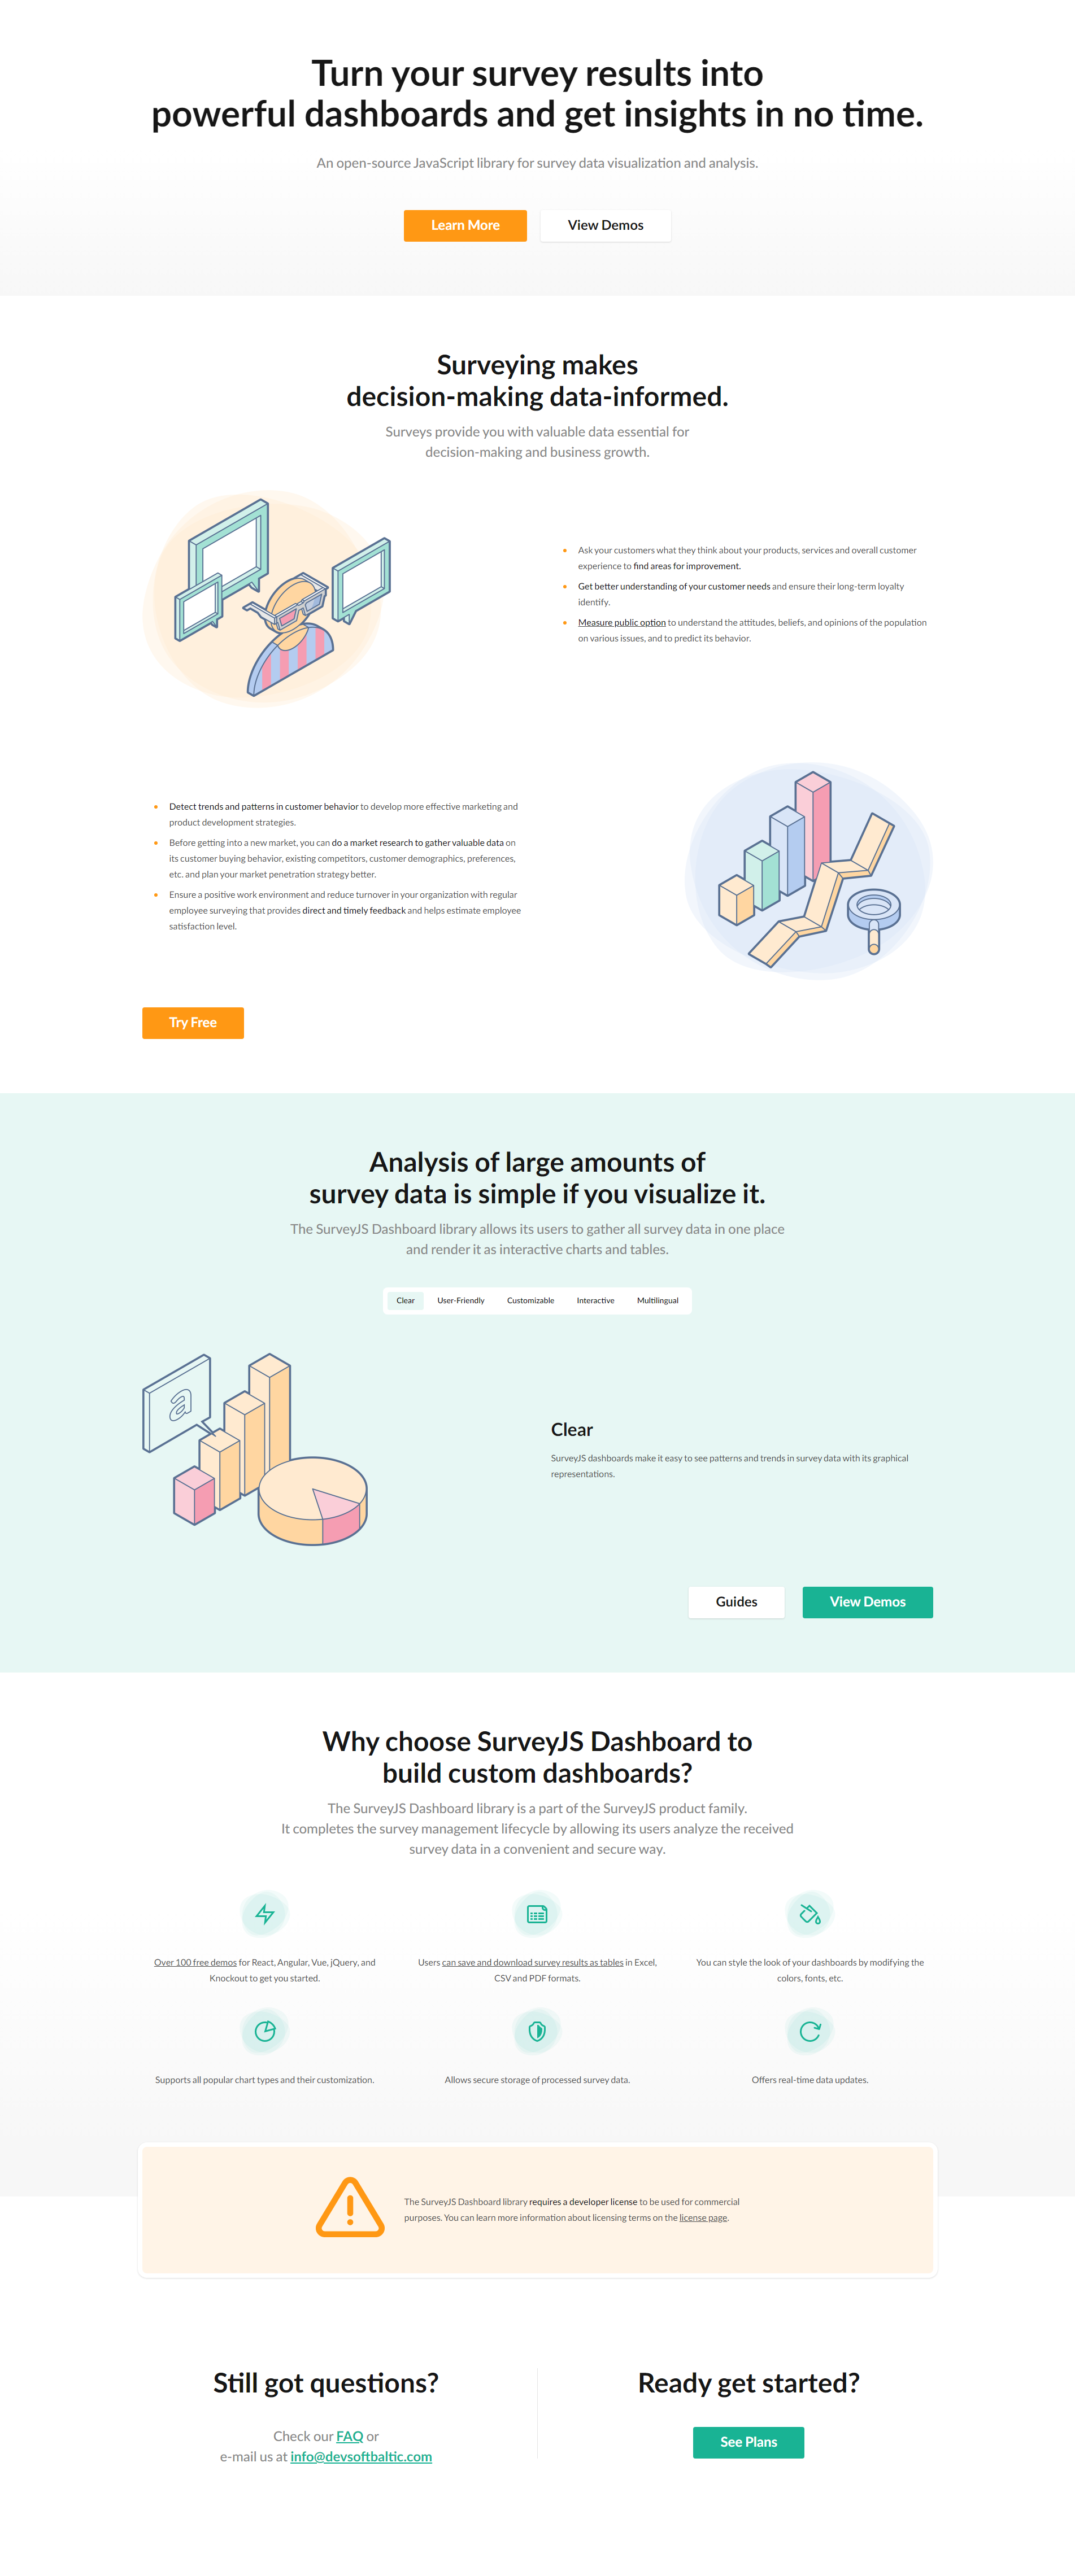 Turn your survey results into
powerful dashboards and get insights in no time.
An open-source JavaScript library for survey data visualization and analysis.
Learn More
View Demos
Surveying makes
decision-making data-informed.
Surveys provide you with valuable data essential for
decision-making and business growth.
Ask your customers what they think about your products, services and overall customer
experience to find areas for improvement.
Get better understanding of your customer needs and ensure their long-term loyalty
identify.
Measure public option to understand the attitudes, beliefs, and opinions of the population
on various issues, and to predict its behavior.
Detect trends and patterns in customer behavior to develop more effective marketing and
product development strategies.
Before getting into a new market, you can do a market research to gather valuable data on
its customer buying behavior, existing competitors, customer demographics, preferences,
etc. and plan your market penetration strategy better.
Ensure a positive work environment and reduce turnover in your organization with regular
employee surveying that provides direct and timely feedback and helps estimate employee
satisfaction level.
Try Free
Analysis of large amounts of
survey data is simple if you visualize it.
The SurveyJS Dashboard library allows its users to gather all survey data in one place
and render it as interactive charts and tables.
Clear
User-Friendly
Customizable
Interactive
Multilingual
a
Clear
SurveyJS dashboards make it easy to see patterns and trends in survey data with its graphical
representations.
Guides
View Demos
Why choose SurveyJS Dashboard to
build custom dashboards?
The SurveyJS Dashboard library is a part of the SurveyJS product family.
It completes the survey management lifecycle by allowing its users analyze the received
survey data in a convenient and secure way.
Over 100 free demos for React, Angular, Vue, jQuery, and
Knockout to get you started.
Users can save and download survey results as tables in Excel,
CSV and PDF formats.
You can style the look of your dashboards by modifying the
colors, fonts, etc.
Supports all popular chart types and their customization.
Allows secure storage of processed survey data.
Offers real-time data updates.
The SurveyJS Dashboard library requires a developer license to be used for commercial
purposes. You can learn more information about licensing terms on the license page.
Still got questions?
Check our FAQ or
e-mail us at info@devsoftbaltic.com
Ready get started?
See Plans